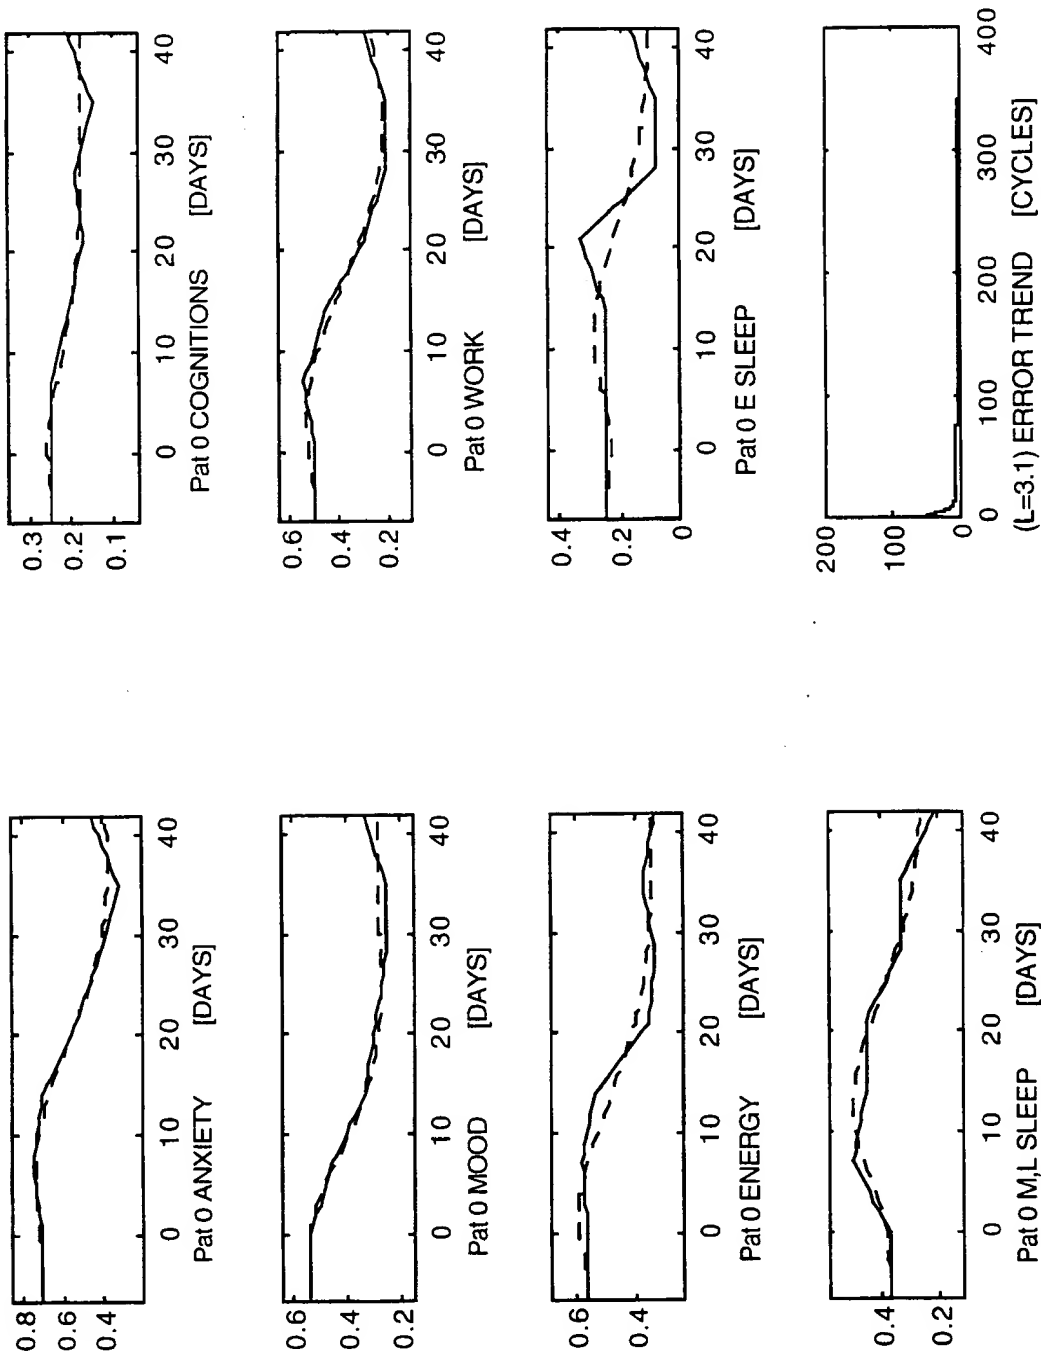 0.8
0.6
0.4
0 10 20 30 40
Pat 0 ANXIETY [DAYS]
0.3
0.2
0.1
0 10 20 30 40
Pat 0 COGNITIONS [DAYS]
0.6
0.4
0.2
0 10 20 30 40
Pat 0 MOOD [DAYS]
0.6
0.4
0.2
0 10 20 30 40
Pat 0 WORK [DAYS]
0.6
0.4
0 10 20 30 40
Pat 0 ENERGY [DAYS]
0.4
0.2
0
10 20 30 40
0
Pat 0 E SLEEP [DAYS]
0.4
0.2
0 10 20 30 40
Pat 0 M,L SLEEP [DAYS]
200
100
0
0 100 200 300 400
(L=3.1) ERROR TREND [CYCLES]